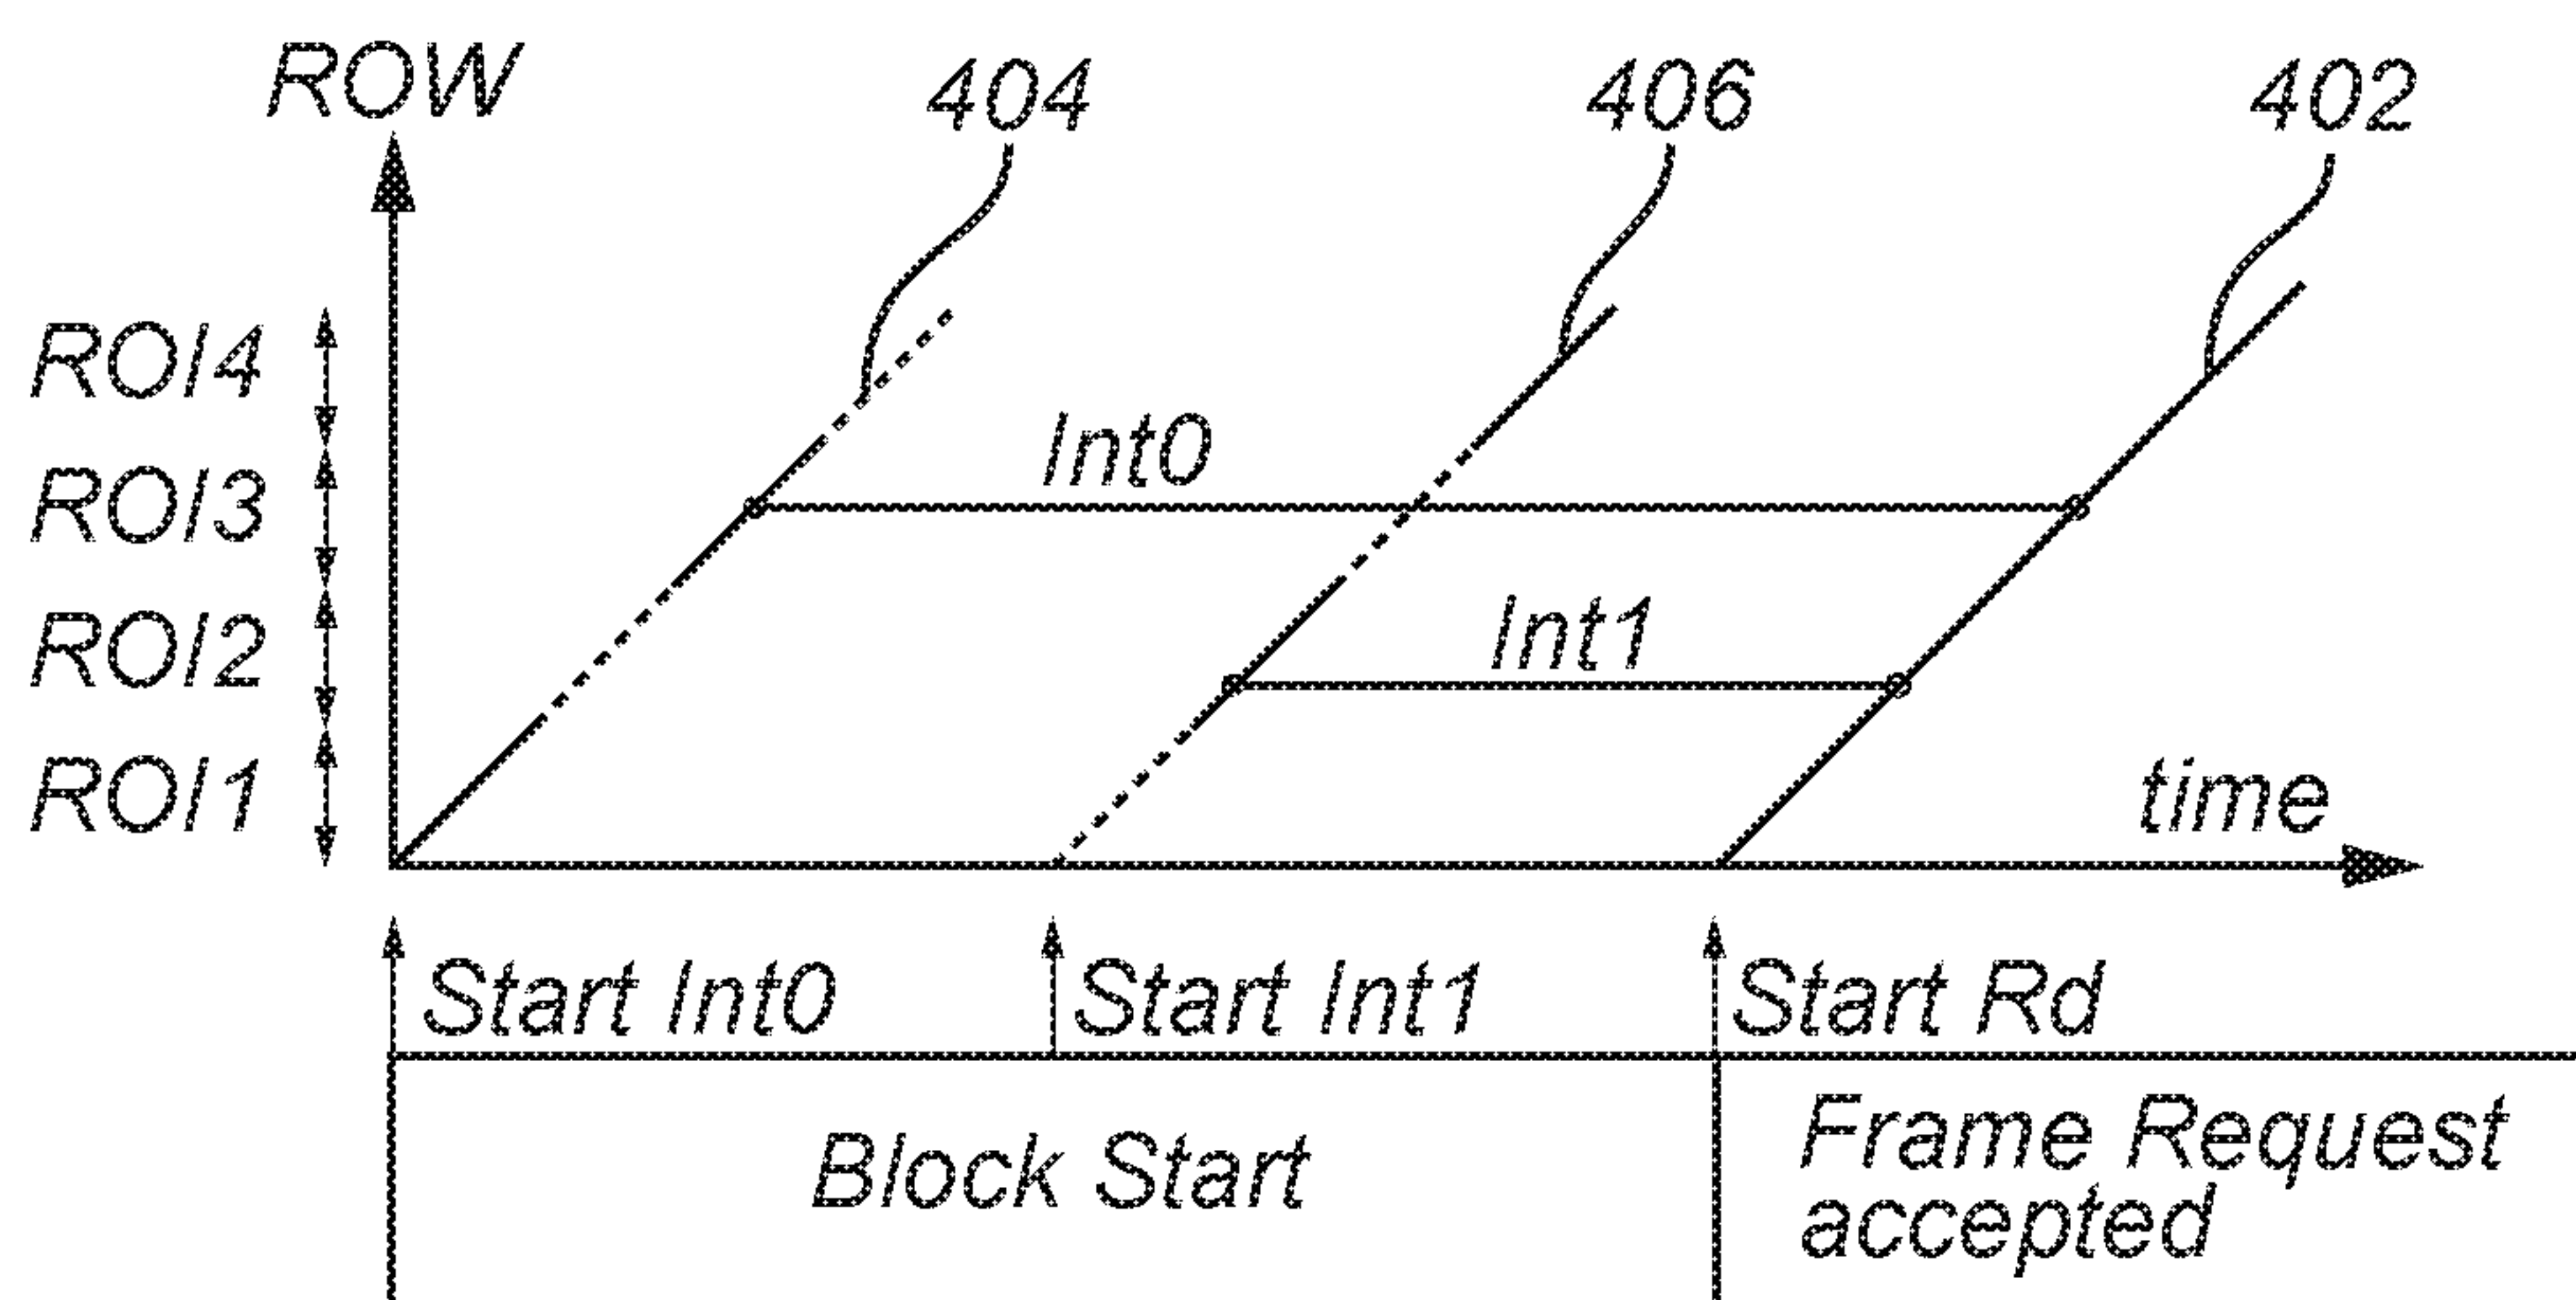 ROW
404
406
402
ROI4
Int0
ROI3
Int1
ROI2
ROI1
time
Start Int0
Start Int1
Start Rd
Block Start
Frame Request
accepted